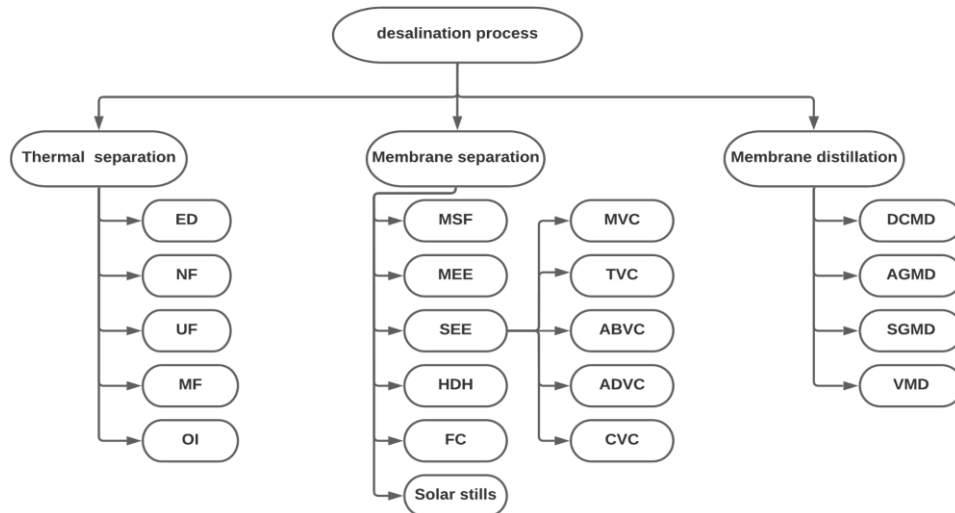 desalination process
Thermal separation
Membrane separation
Membrane distillation
ED
MSF
MVC
DCMD
NF
MEE
TVC
AGMD
UF
SEE
ABVC
SGMD
MF
HDH
ADVC
VMD
OI
FC
CVC
Solar stills